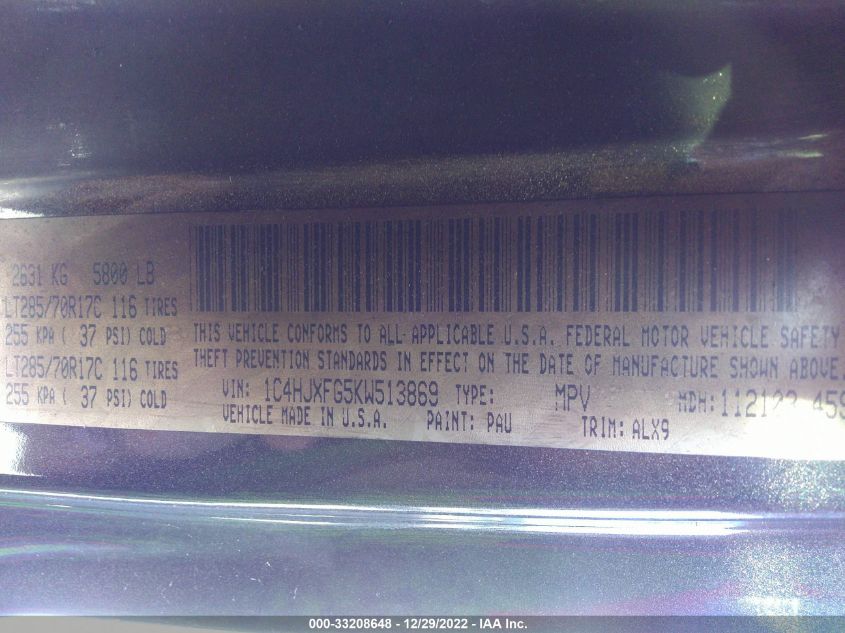 2631 KG 5800 LB
LT285/70R17C 116 TIRES
255 KPA ( 37 PSI) COLD
LT285/70R17C 116 TIRES
255 KPA ( 37 PSI) COLD
THIS VEHICLE CONFORMS TO ALL APPLICABLE U.S.A. FEDERAL MOTOR VEHICLE SAFETY
THEFT PREVENTION STANDARDS IN EFFECT ON THE DATE OF MANUFACTURE SHOWN ABOVE.
VIN: 1C4HJXFG5KW513869 TYPE: MPV MDH:
VEHICLE MADE IN U.S.A. PAINT: PAU TRIM: ALX9
000-33208648 - 12/29/2022 - IAA Inc.